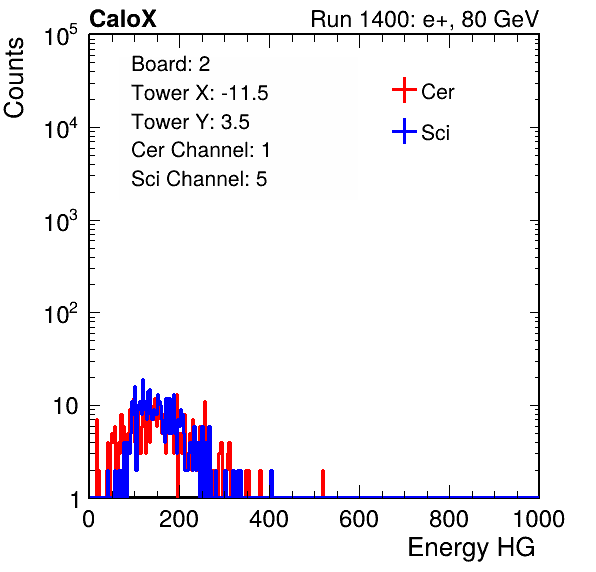 CaloX Run 1400: e+, 80 GeV
Counts
Board: 2
Tower X: -11.5
Tower Y: 3.5
Cer Channel: 1
Sci Channel: 5
Cer
Sci
10^5
10^4
10^3
10^2
10
1
0 200 400 600 800 1000
Energy HG